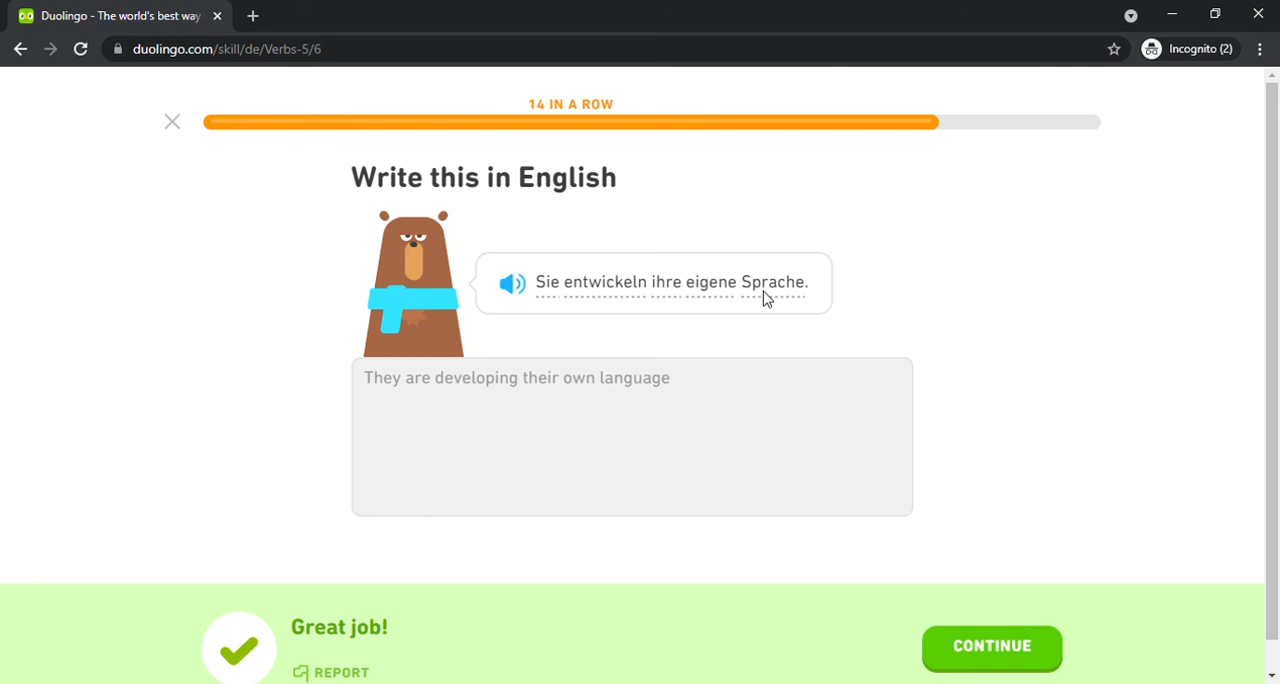 Duolingo - The world's best way
duolingo.com/skill/de/Verbs-5/6
Incognito (2)
14 IN A ROW
Write this in English
Sie entwickeln ihre eigene Sprache.
They are developing their own language
Great job!
REPORT
CONTINUE